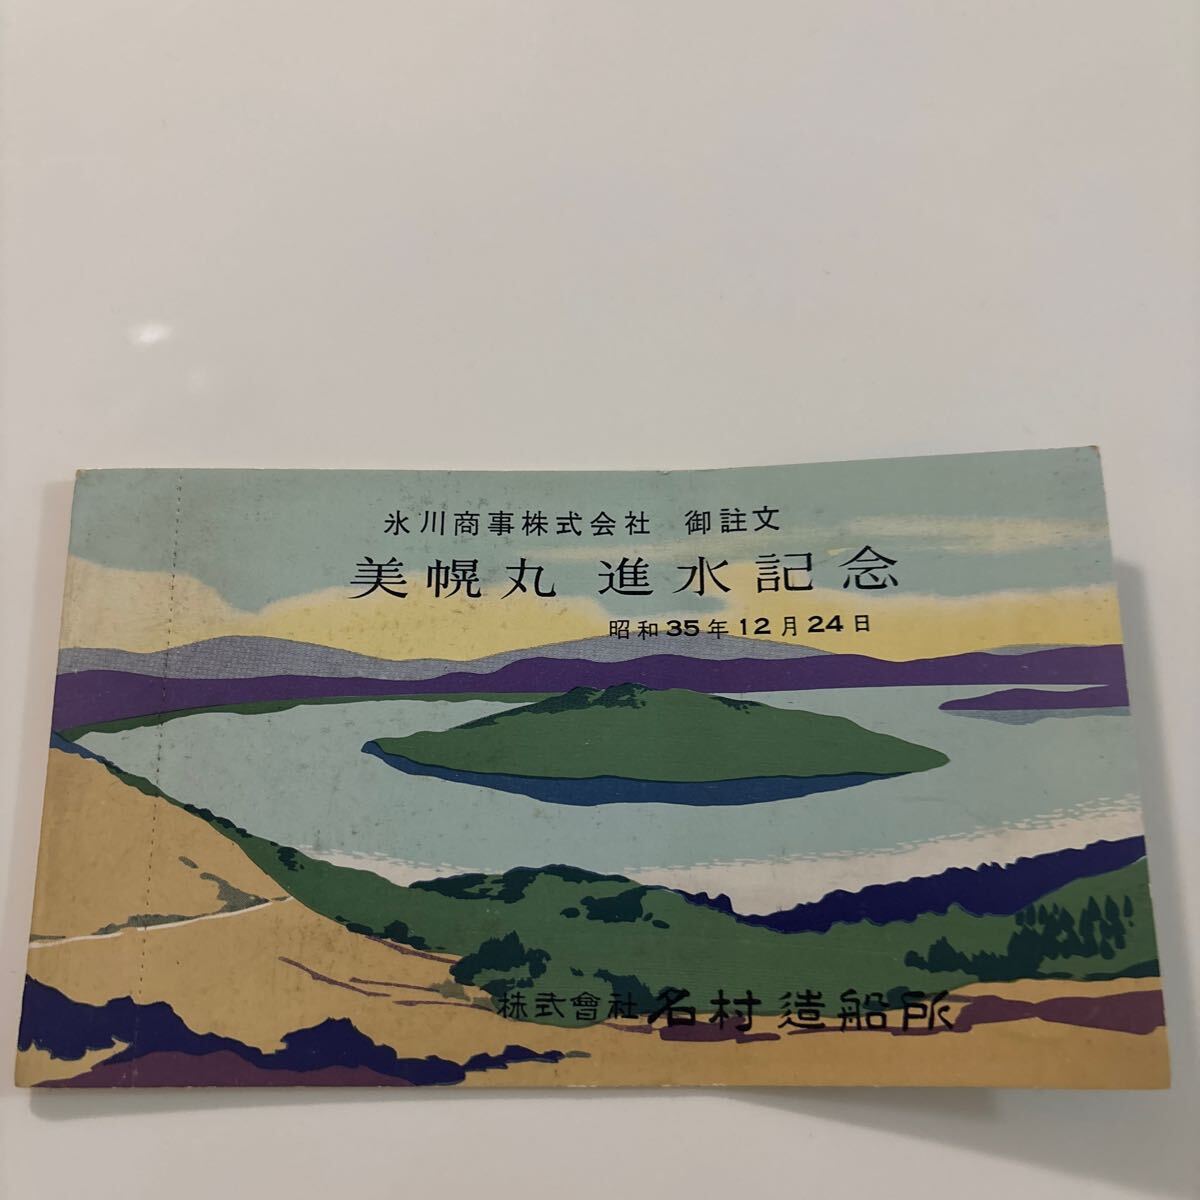 氷川商事株式会社 御註文
美幌丸 進水記念
昭和35年12月24日
株式會社 名村造船所